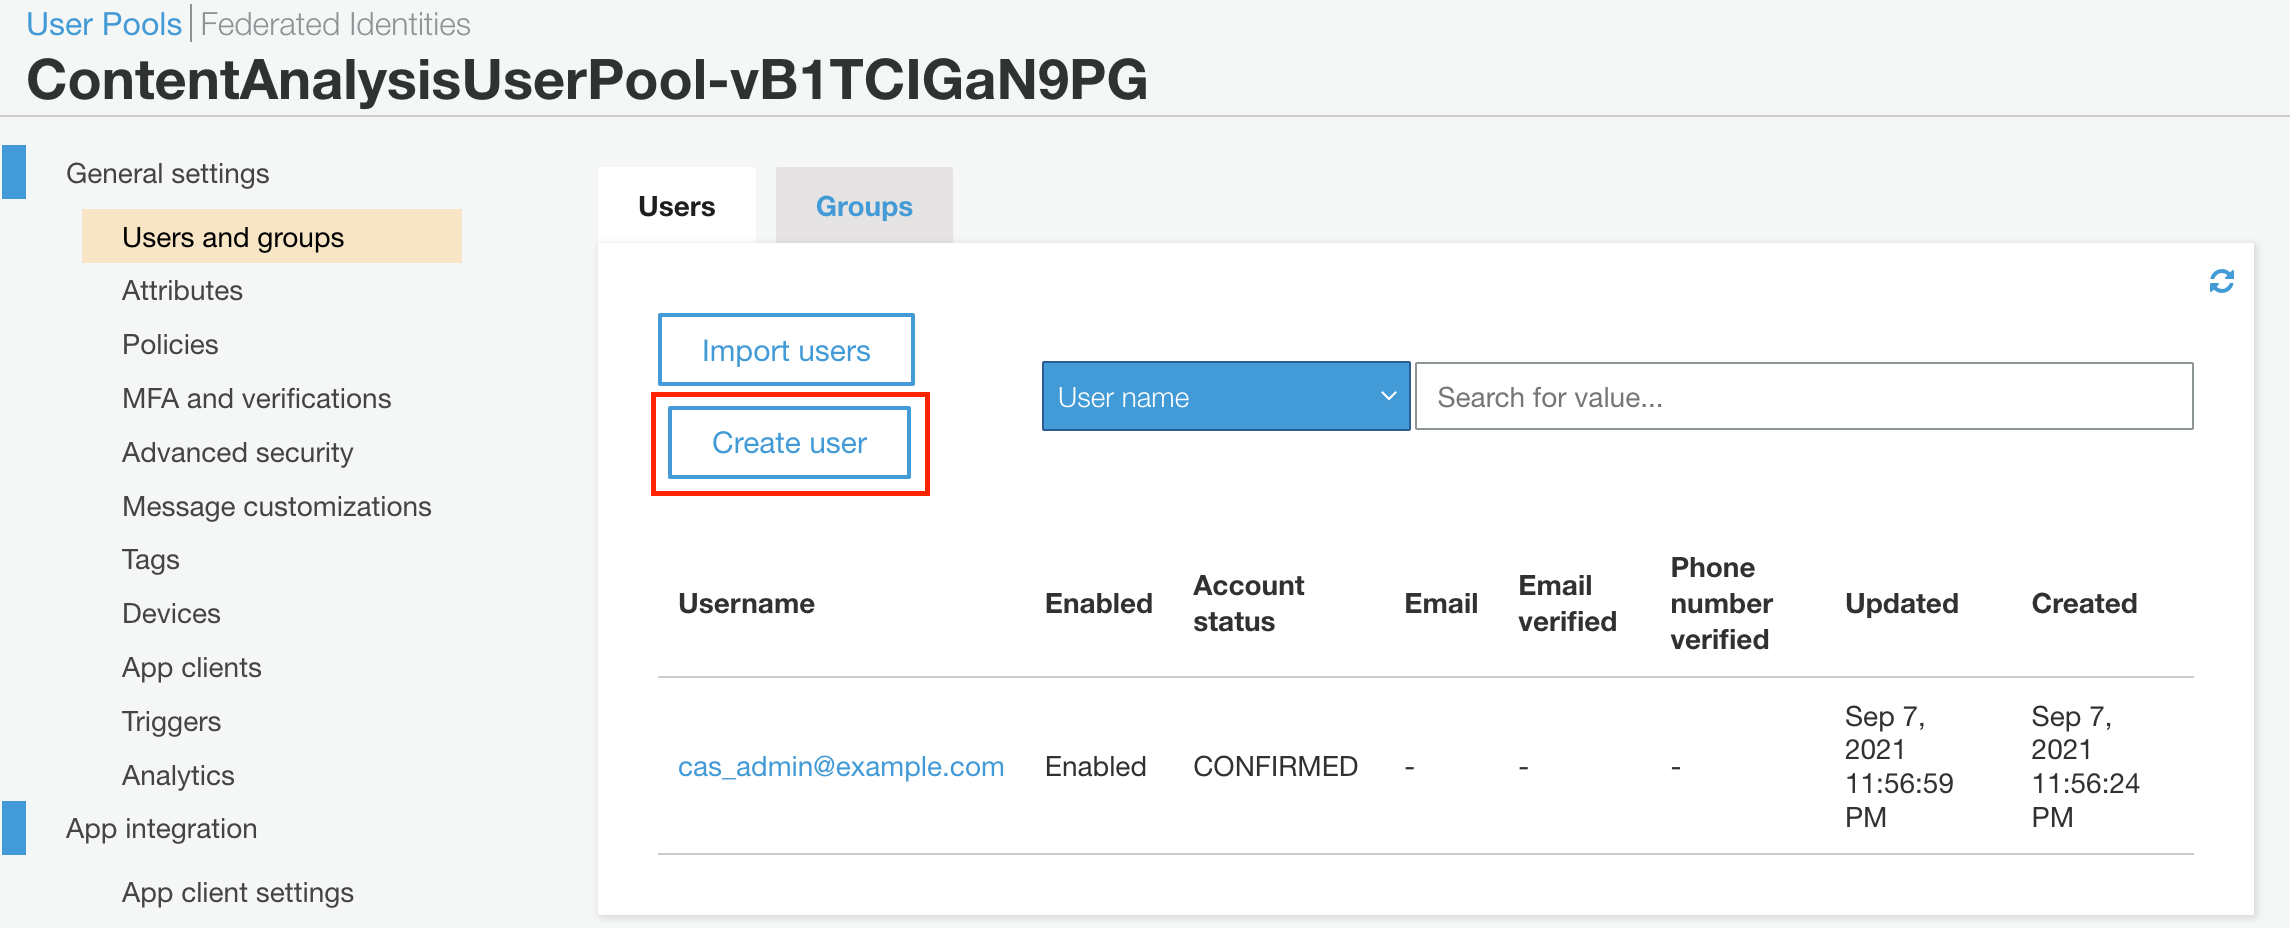 User Pools | Federated Identities
ContentAnalysisUserPool-vB1TCIGaN9PG
General settings
Users and groups
Attributes
Policies
MFA and verifications
Advanced security
Message customizations
Tags
Devices
App clients
Triggers
Analytics
App integration
App client settings
Users
Groups
Import users
Create user
User name
Search for value...
Username
Enabled
Account
status
Email
Email
verified
Phone
number
verified
Updated
Created
cas_admin@example.com
Enabled
CONFIRMED
-
-
-
Sep 7,
2021
11:56:59
PM
Sep 7,
2021
11:56:24
PM